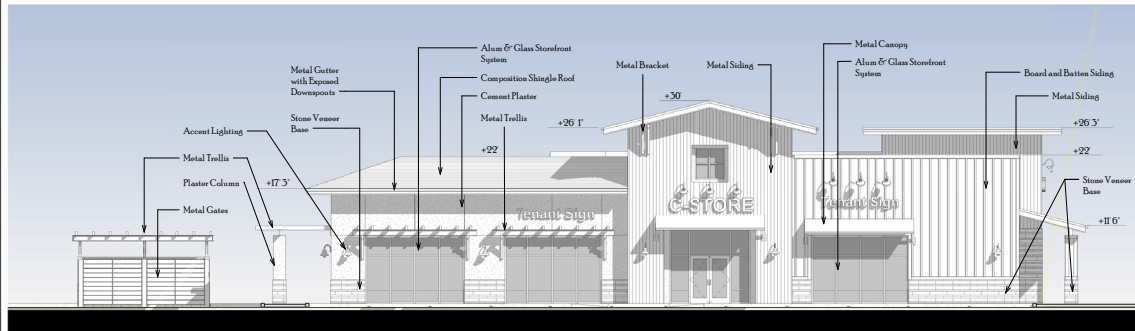 Alum & Glass Storefront
System
Composition Shingle Roof
Cement Plaster
Metal Trellis
Metal Gutter
with Exposed
Downspouts
Stone Veneer
Base
Accent Lighting
Metal Trellis
Plaster Column
Metal Gates
+17' 3"
+22'
+26' 1"
+30'
Metal Bracket
Metal Siding
Metal Canopy
Alum & Glass Storefront
System
Board and Batten Siding
Metal Siding
+26' 3"
+22'
Stone Veneer
Base
+11' 6"
Tenant Sign
C-STORE
Tenant Sign